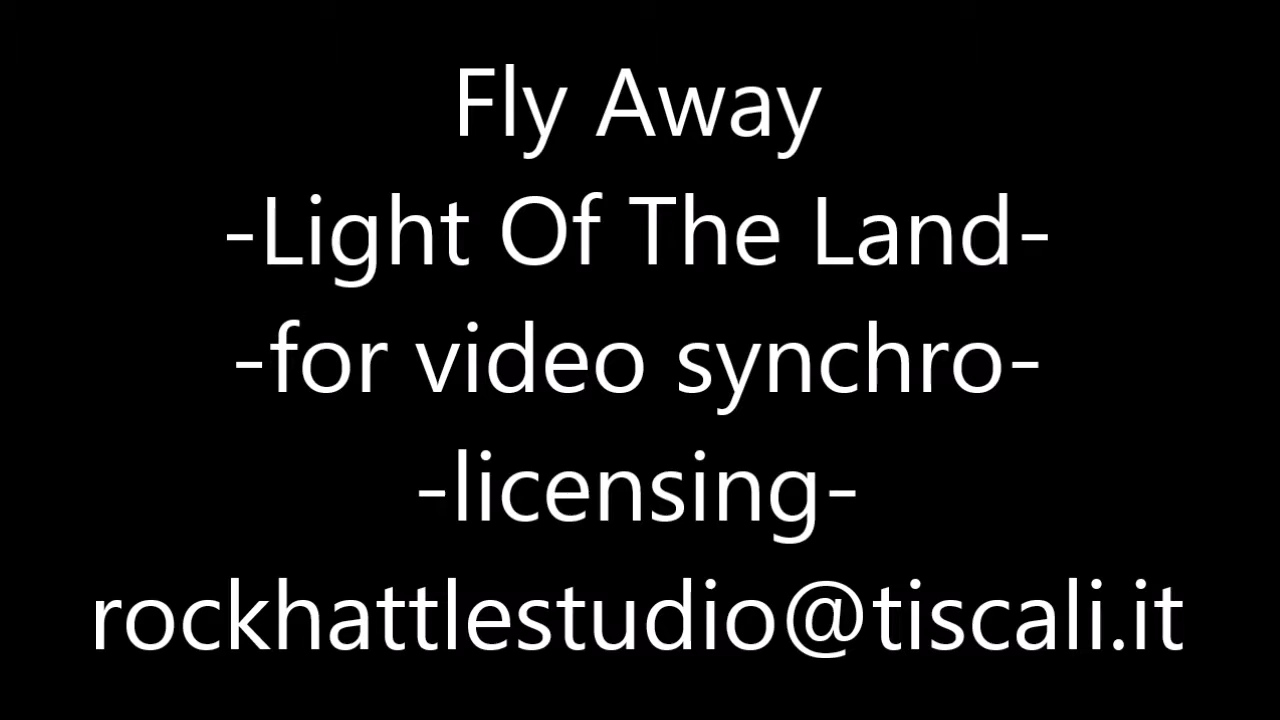 Fly Away
-Light Of The Land-
-for video synchro-
-licensing-
rockhattlestudio@tiscali.it